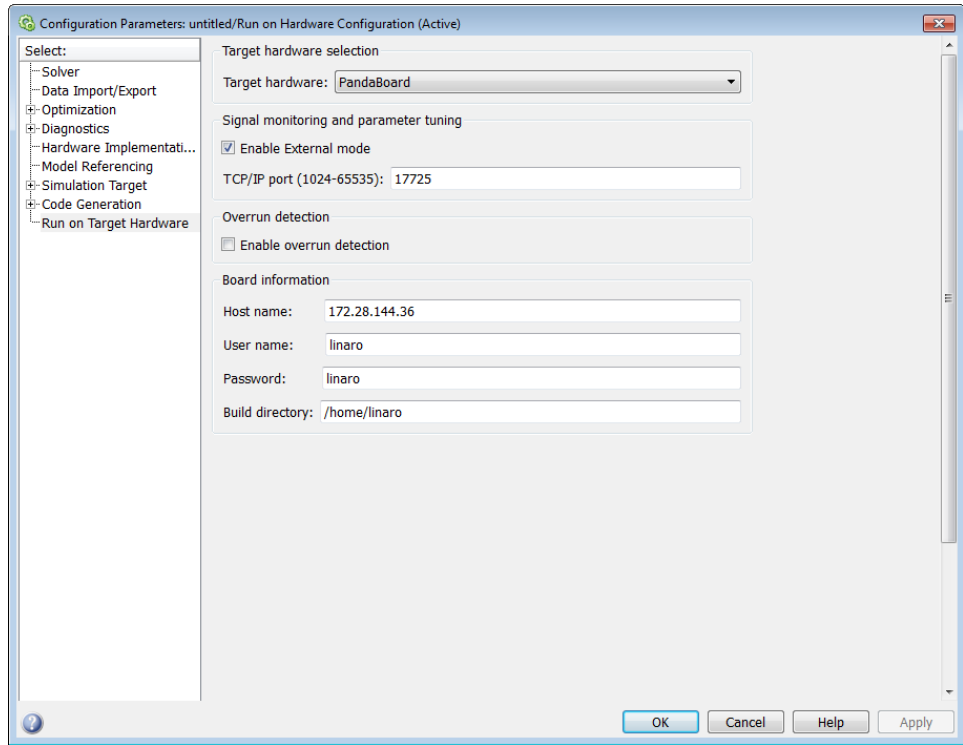 Configuration Parameters: untitled/Run on Hardware Configuration (Active)
Select:
Solver
Data Import/Export
Optimization
Diagnostics
Hardware Implementati...
Model Referencing
Simulation Target
Code Generation
Run on Target Hardware
Target hardware selection
Target hardware: PandaBoard
Signal monitoring and parameter tuning
Enable External mode
TCP/IP port (1024-65535): 17725
Overrun detection
Enable overrun detection
Board information
Host name: 172.28.144.36
User name: linaro
Password: linaro
Build directory: /home/linaro
OK Cancel Help Apply